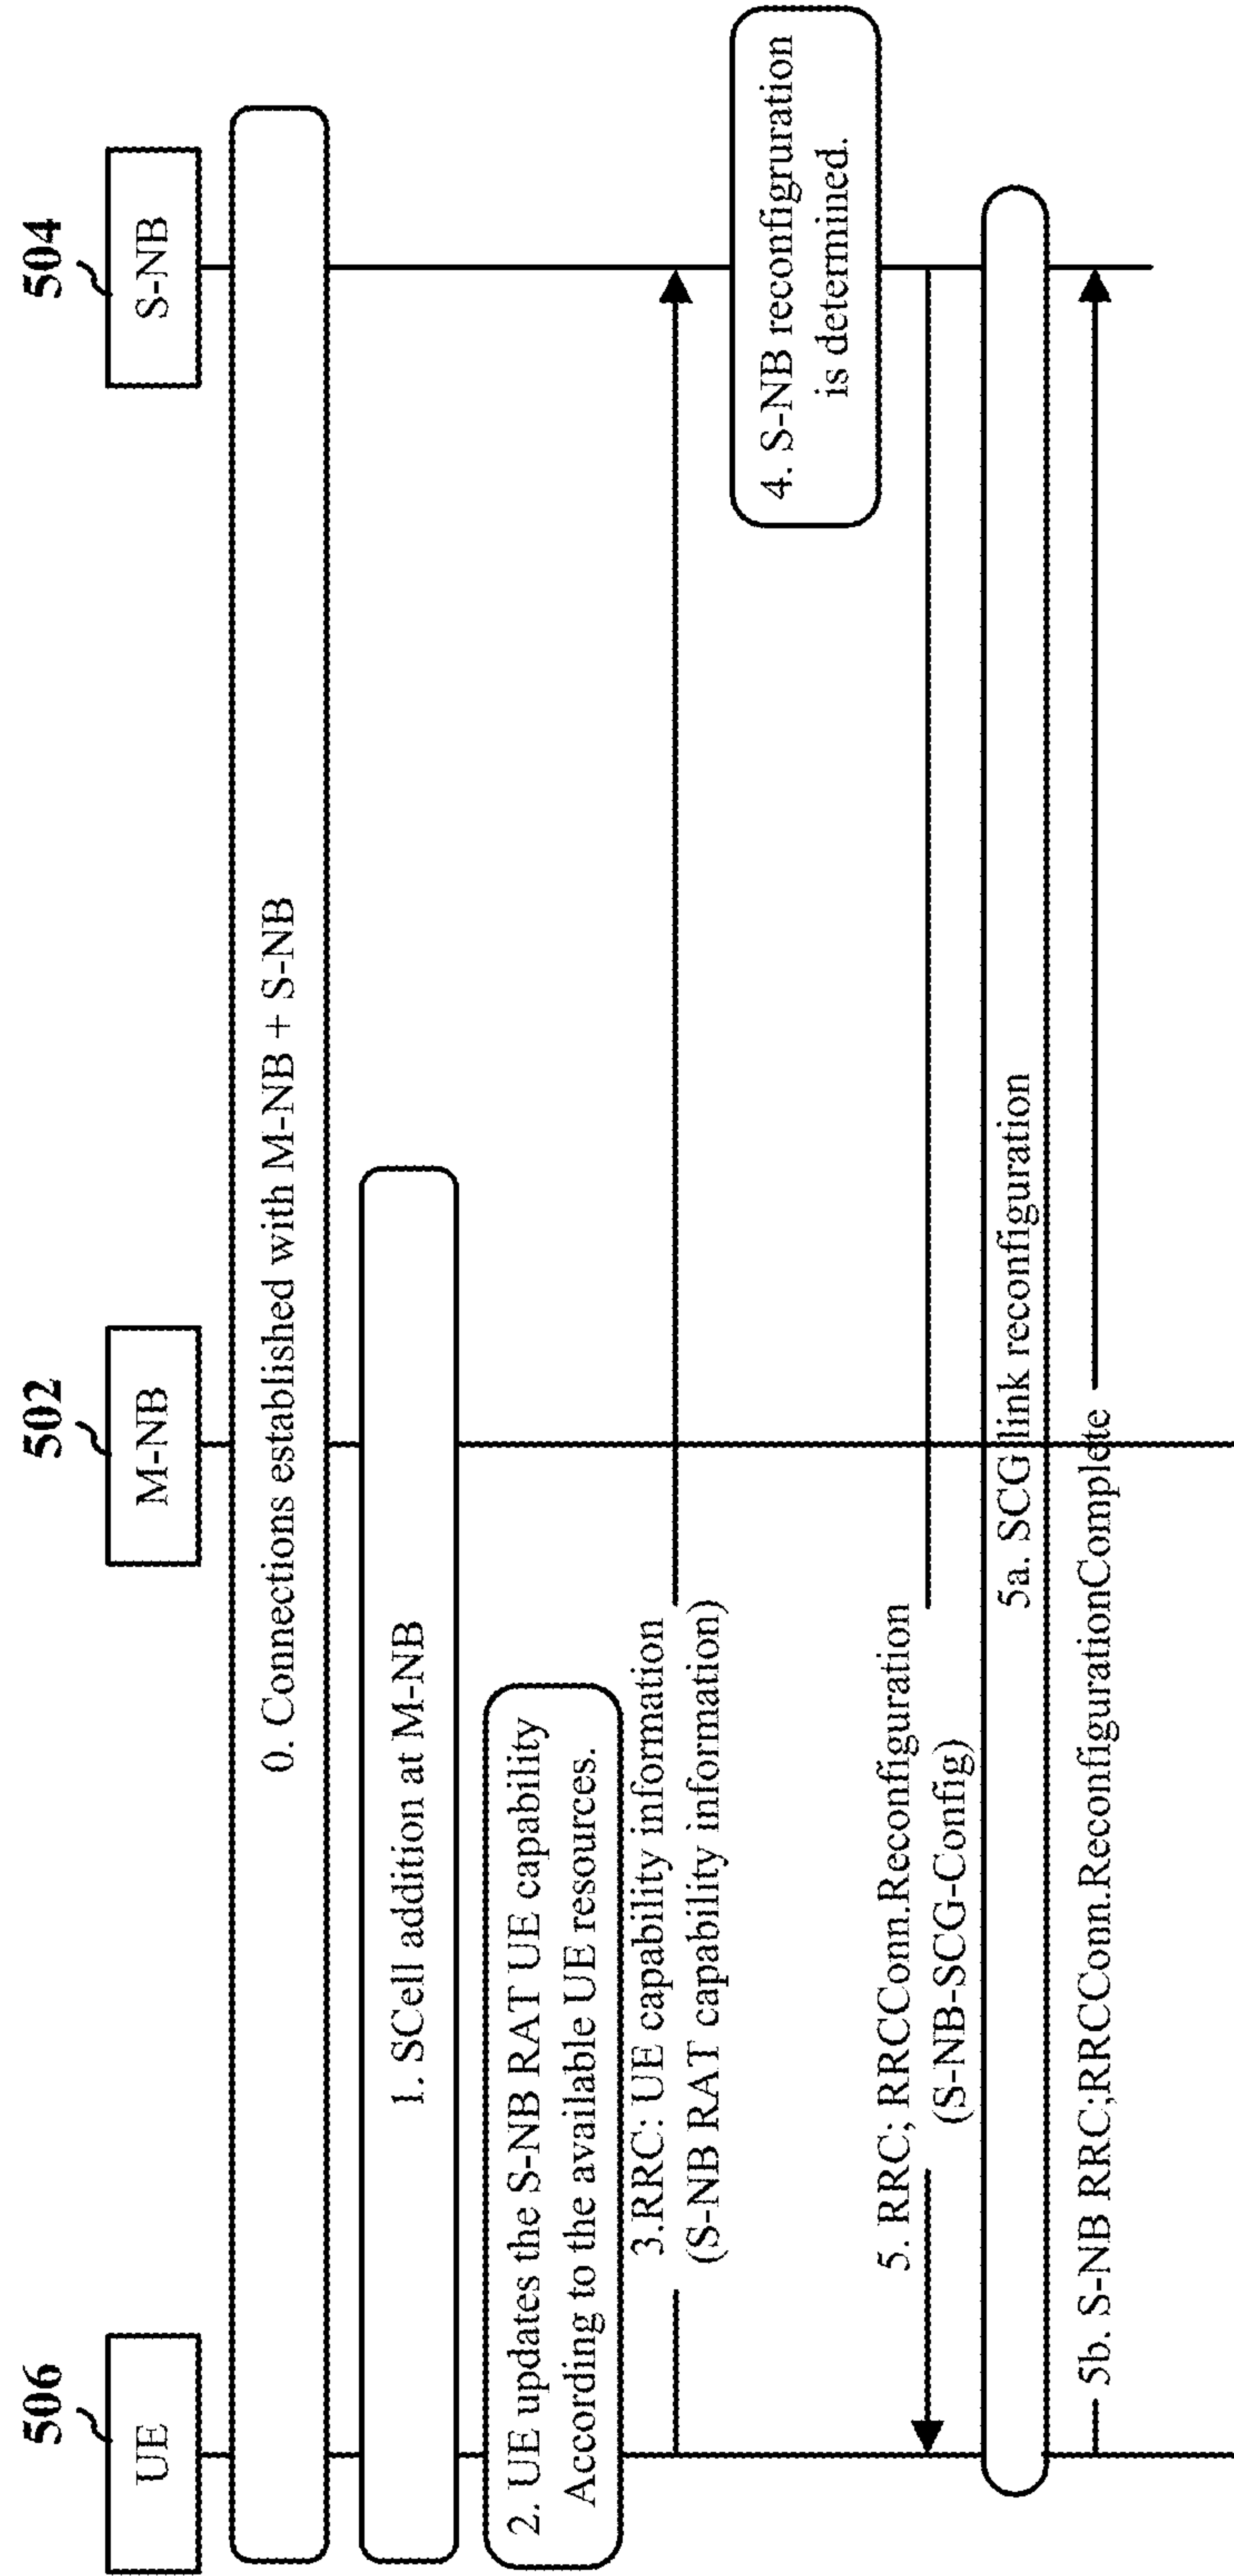 506
502
504
UE
M-NB
S-NB
0. Connections established with M-NB + S-NB
1. SCell addition at M-NB
2. UE updates the S-NB RAT UE capability
According to the available UE resources.
3.RRC: UE capability information
(S-NB RAT capability information)
4. S-NB reconfigruration
is determined.
5. RRC; RRCConn.Reconfiguration
(S-NB-SCG-Config)
5a. SCG link reconfiguration
5b. S-NB RRC;RRCConn.ReconfigurationComplete